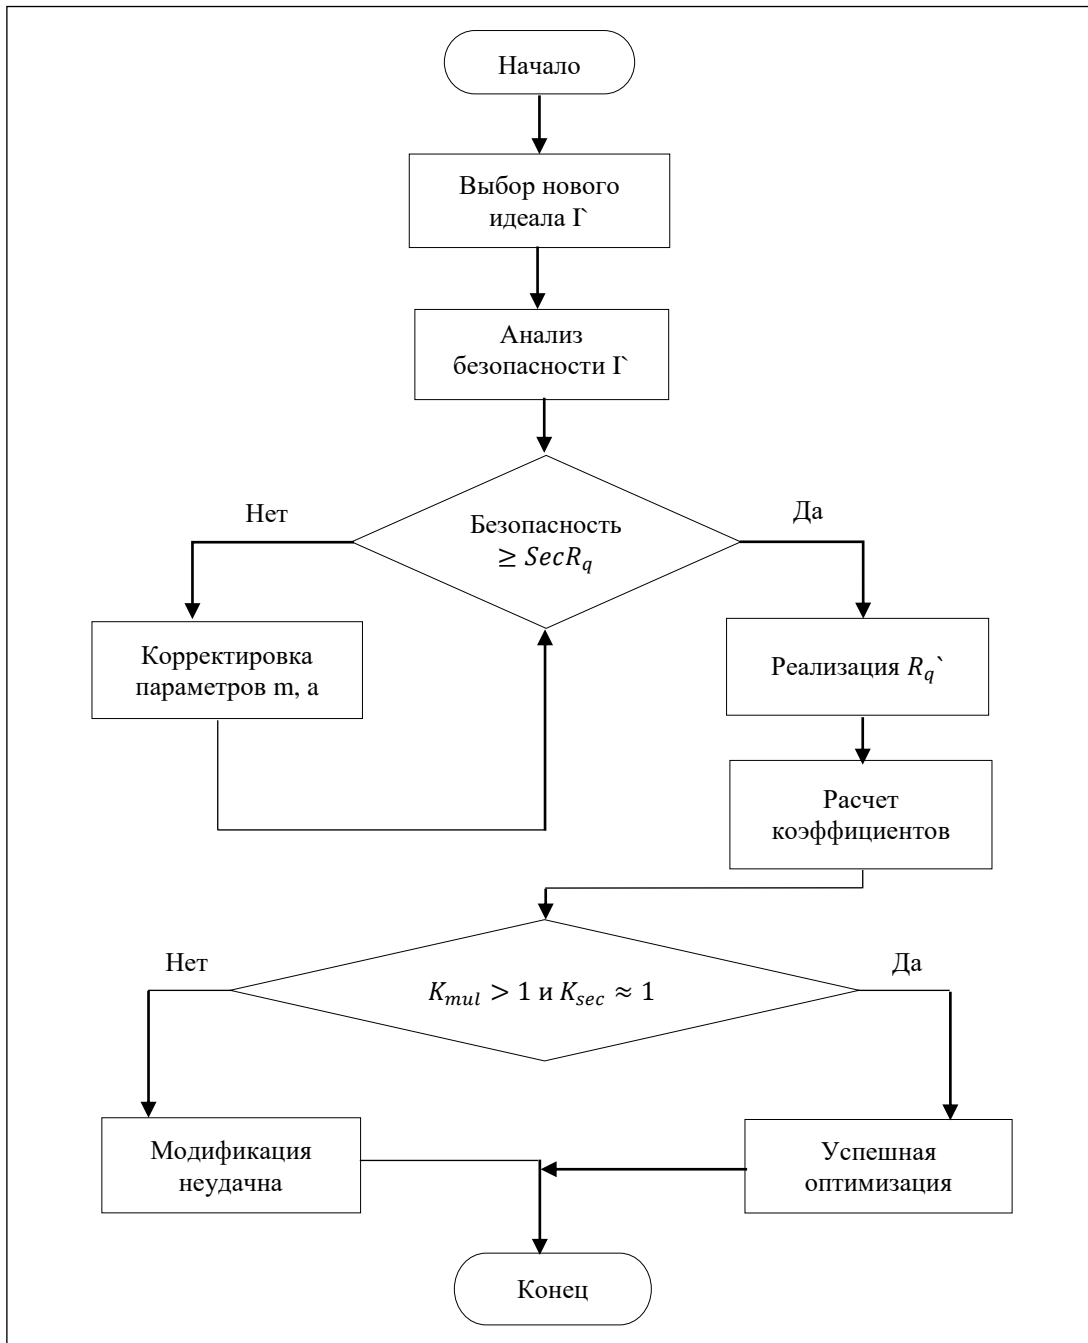 Начало
Выбор нового
идеала I`
Анализ
безопасности I`
Нет
Да
Безопасность
≥ SecR_q
Корректировка
параметров m, a
Реализация R_q`
Расчет
коэффициентов
Нет
Да
K_mul > 1 и K_sec ≈ 1
Модификация
неудачна
Успешная
оптимизация
Конец